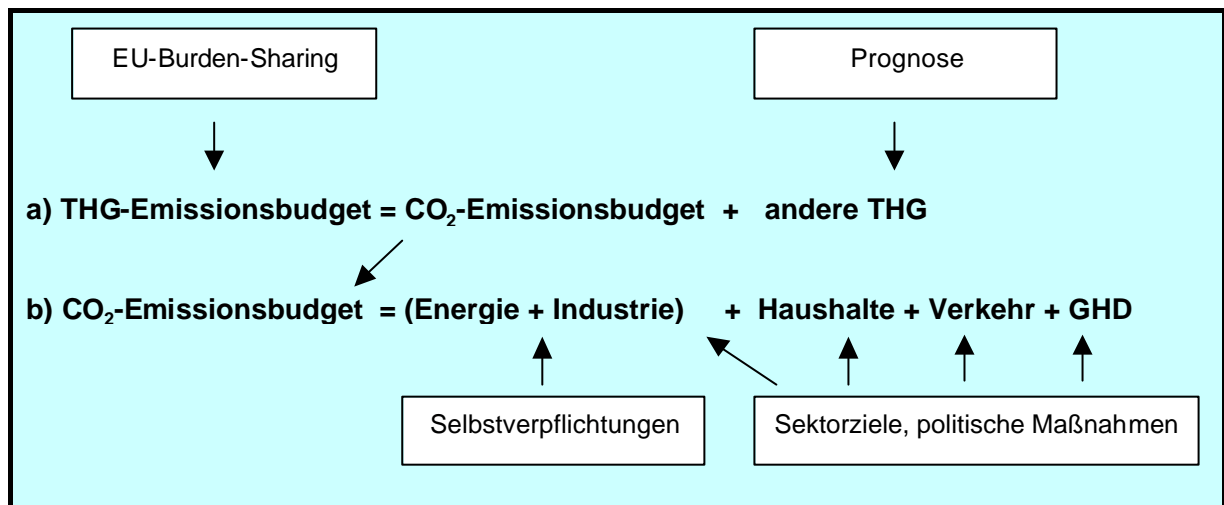 EU-Burden-Sharing
Prognose
a) THG-Emissionsbudget = CO₂-Emissionsbudget + andere THG
b) CO₂-Emissionsbudget = (Energie + Industrie) + Haushalte + Verkehr + GHD
Selbstverpflichtungen
Sektorziele, politische Maßnahmen